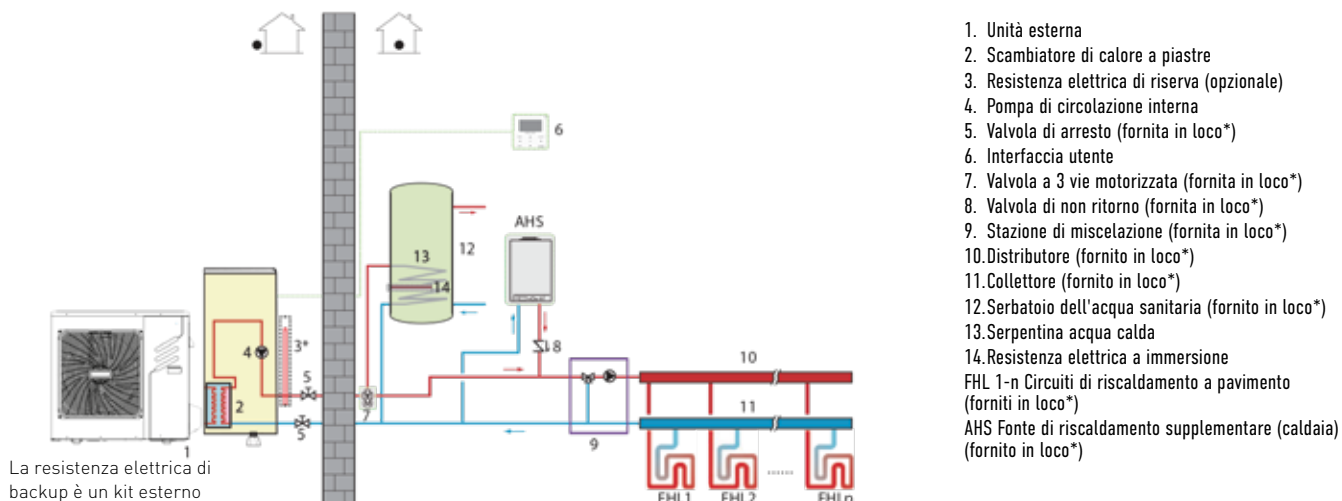 6
AHS
13
12
14
3*
4
8
5
10
2
7
11
5
9
1
La resistenza elettrica di
backup è un kit esterno
FHL1
FHL2
......
FHLn
1. Unità esterna
2. Scambiatore di calore a piastre
3. Resistenza elettrica di riserva (opzionale)
4. Pompa di circolazione interna
5. Valvola di arresto (fornita in loco*)
6. Interfaccia utente
7. Valvola a 3 vie motorizzata (fornita in loco*)
8. Valvola di non ritorno (fornita in loco*)
9. Stazione di miscelazione (fornita in loco*)
10.Distributore (fornito in loco*)
11.Collettore (fornito in loco*)
12.Serbatoio dell'acqua sanitaria (fornito in loco*)
13.Serpentina acqua calda
14.Resistenza elettrica a immersione
FHL 1-n Circuiti di riscaldamento a pavimento
(forniti in loco*)
AHS Fonte di riscaldamento supplementare (caldaia)
(fornito in loco*)